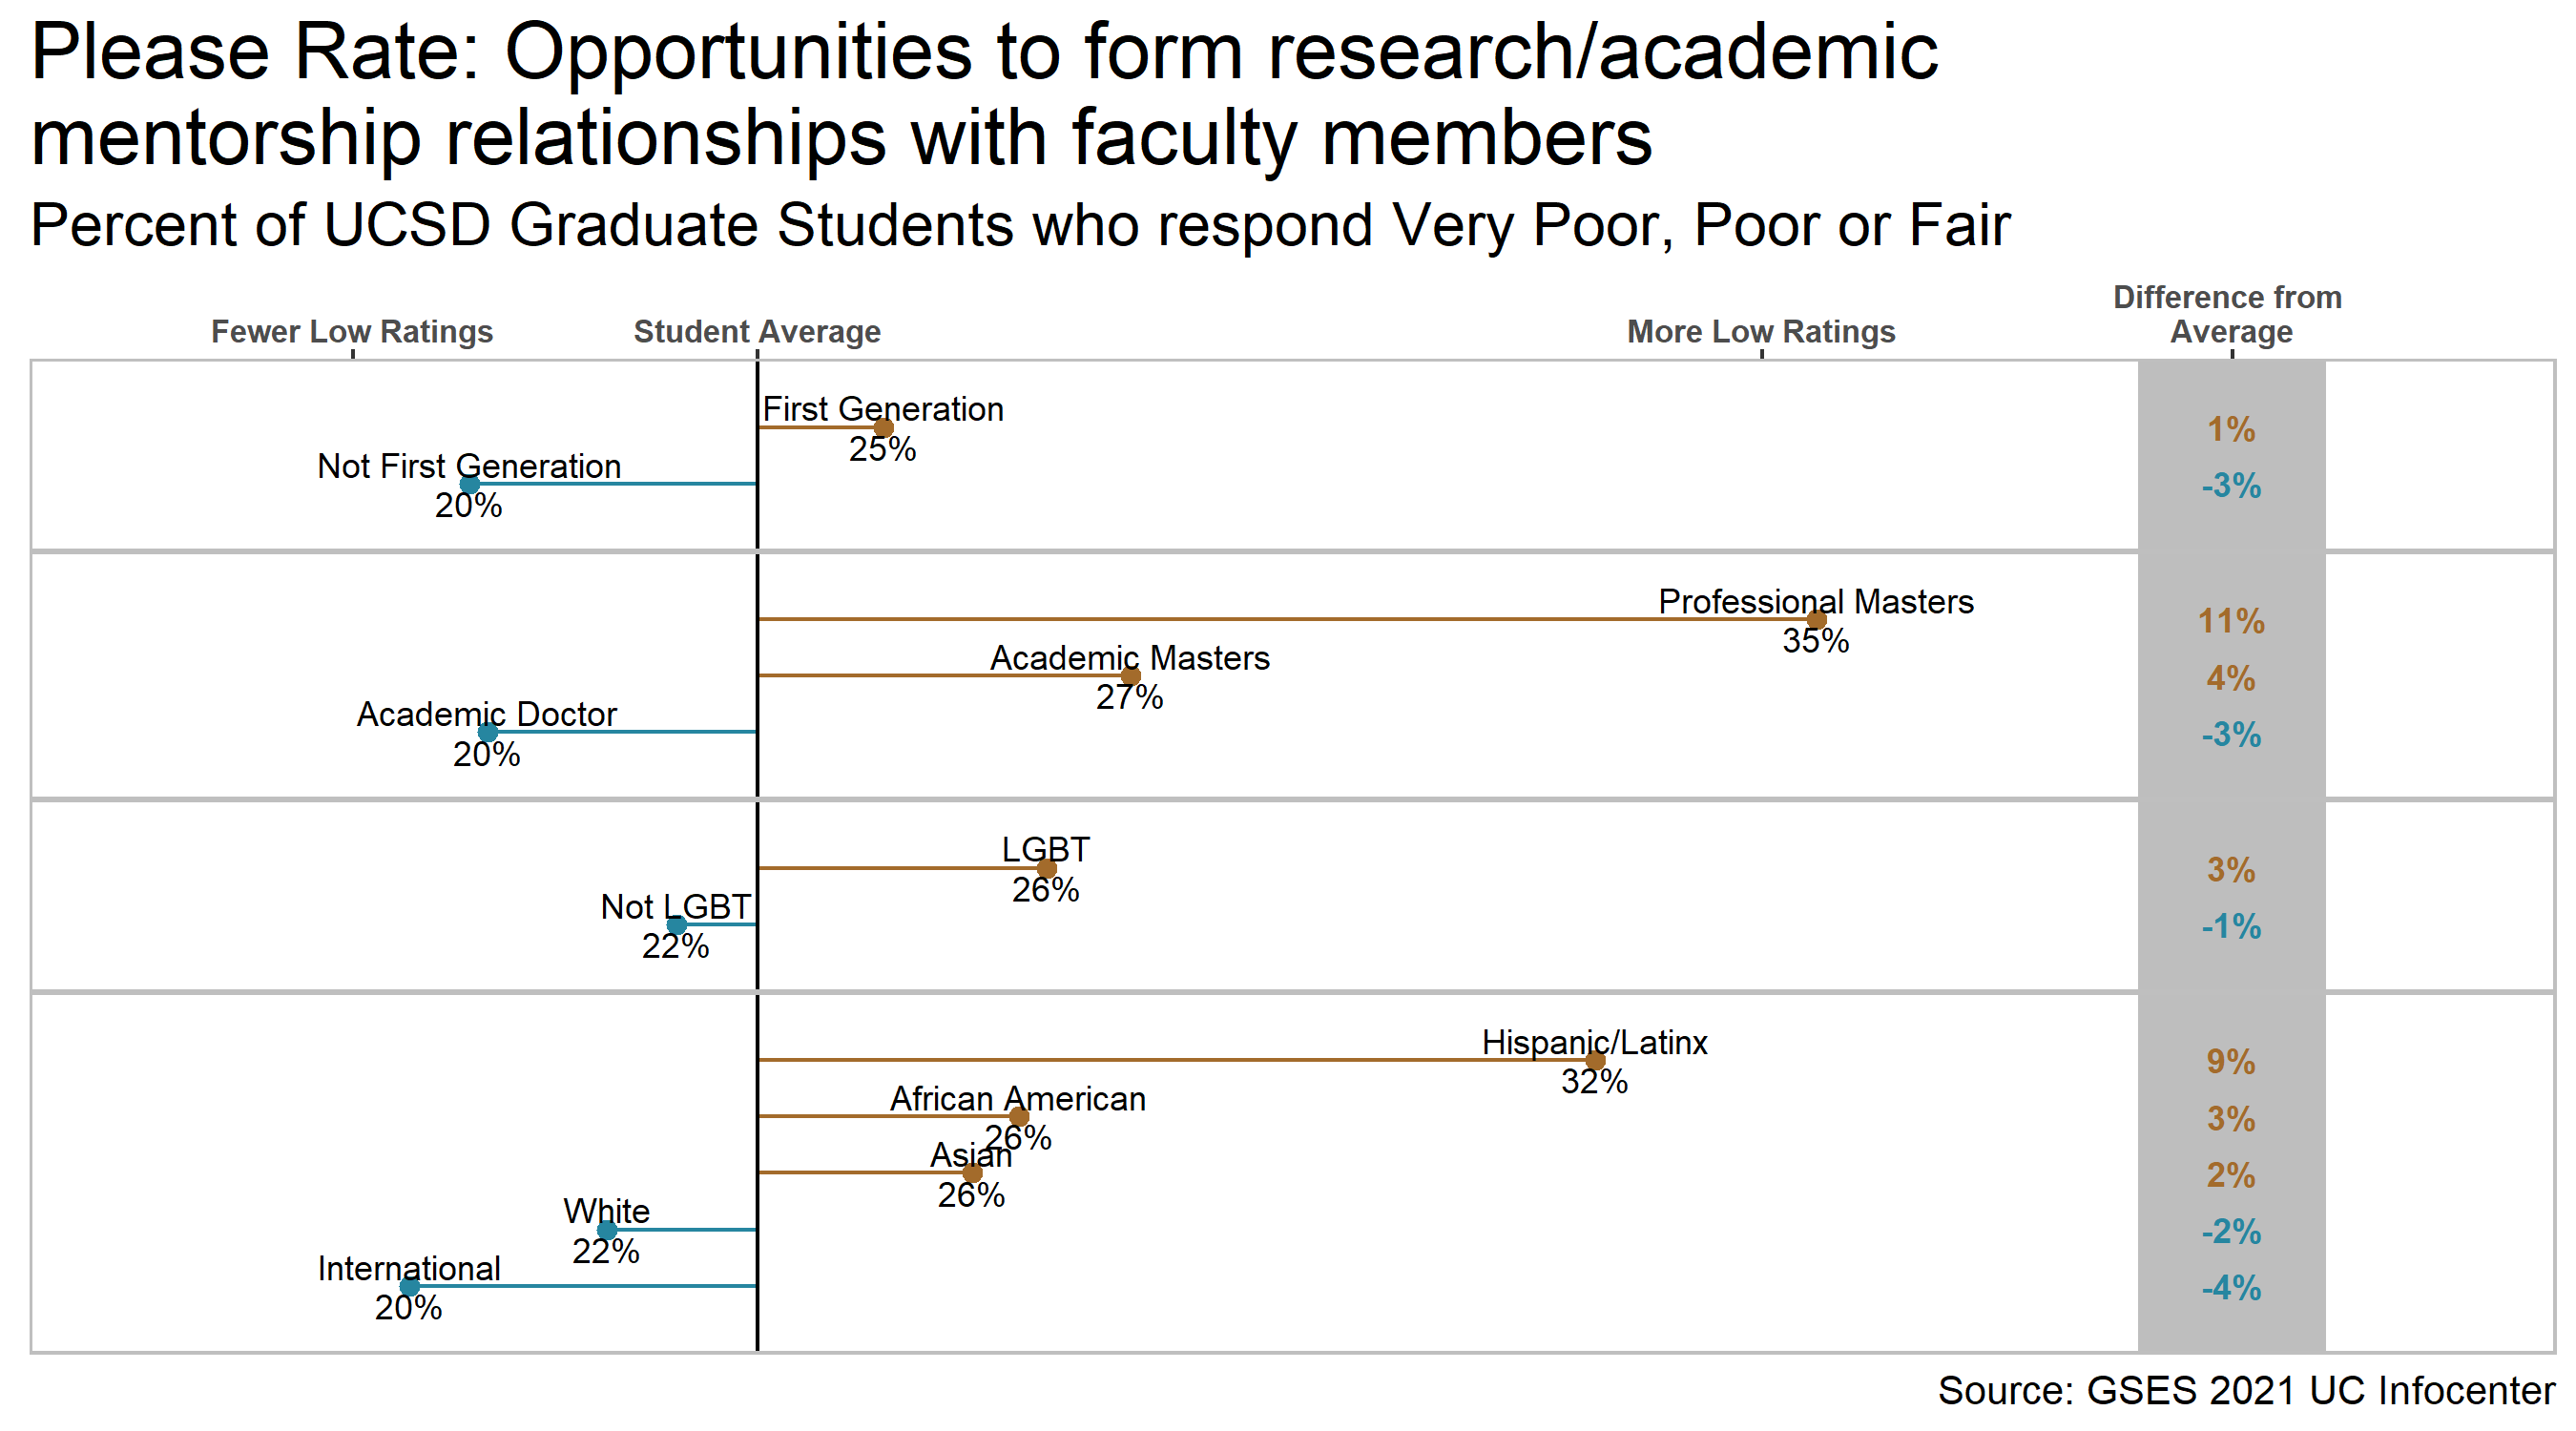 Please Rate: Opportunities to form research/academic
mentorship relationships with faculty members
Percent of UCSD Graduate Students who respond Very Poor, Poor or Fair
Fewer Low Ratings
Student Average
More Low Ratings
Difference from
Average
First Generation
25%
1%
Not First Generation
20%
-3%
Professional Masters
35%
11%
Academic Masters
27%
4%
Academic Doctor
20%
-3%
LGBT
26%
3%
Not LGBT
22%
-1%
Hispanic/Latinx
32%
9%
African American
26%
3%
Asian
26%
2%
White
22%
-2%
International
20%
-4%
Source: GSES 2021 UC Infocenter